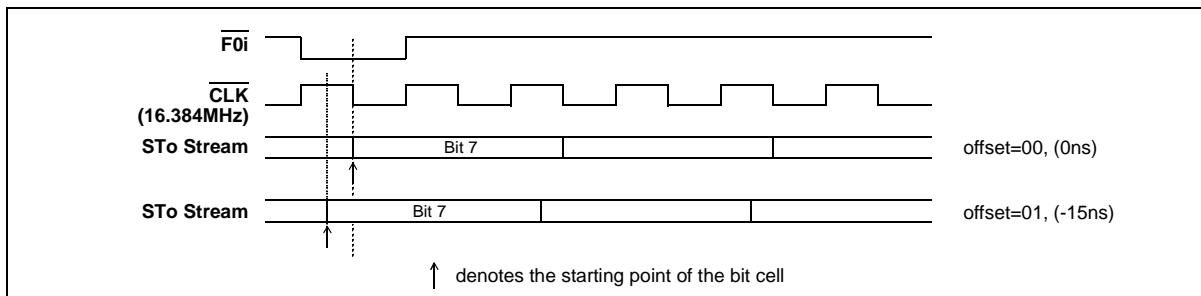 F0i
CLK
(16.384MHz)
STo Stream Bit 7 offset=00, (0ns)
STo Stream Bit 7 offset=01, (-15ns)
denotes the starting point of the bit cell